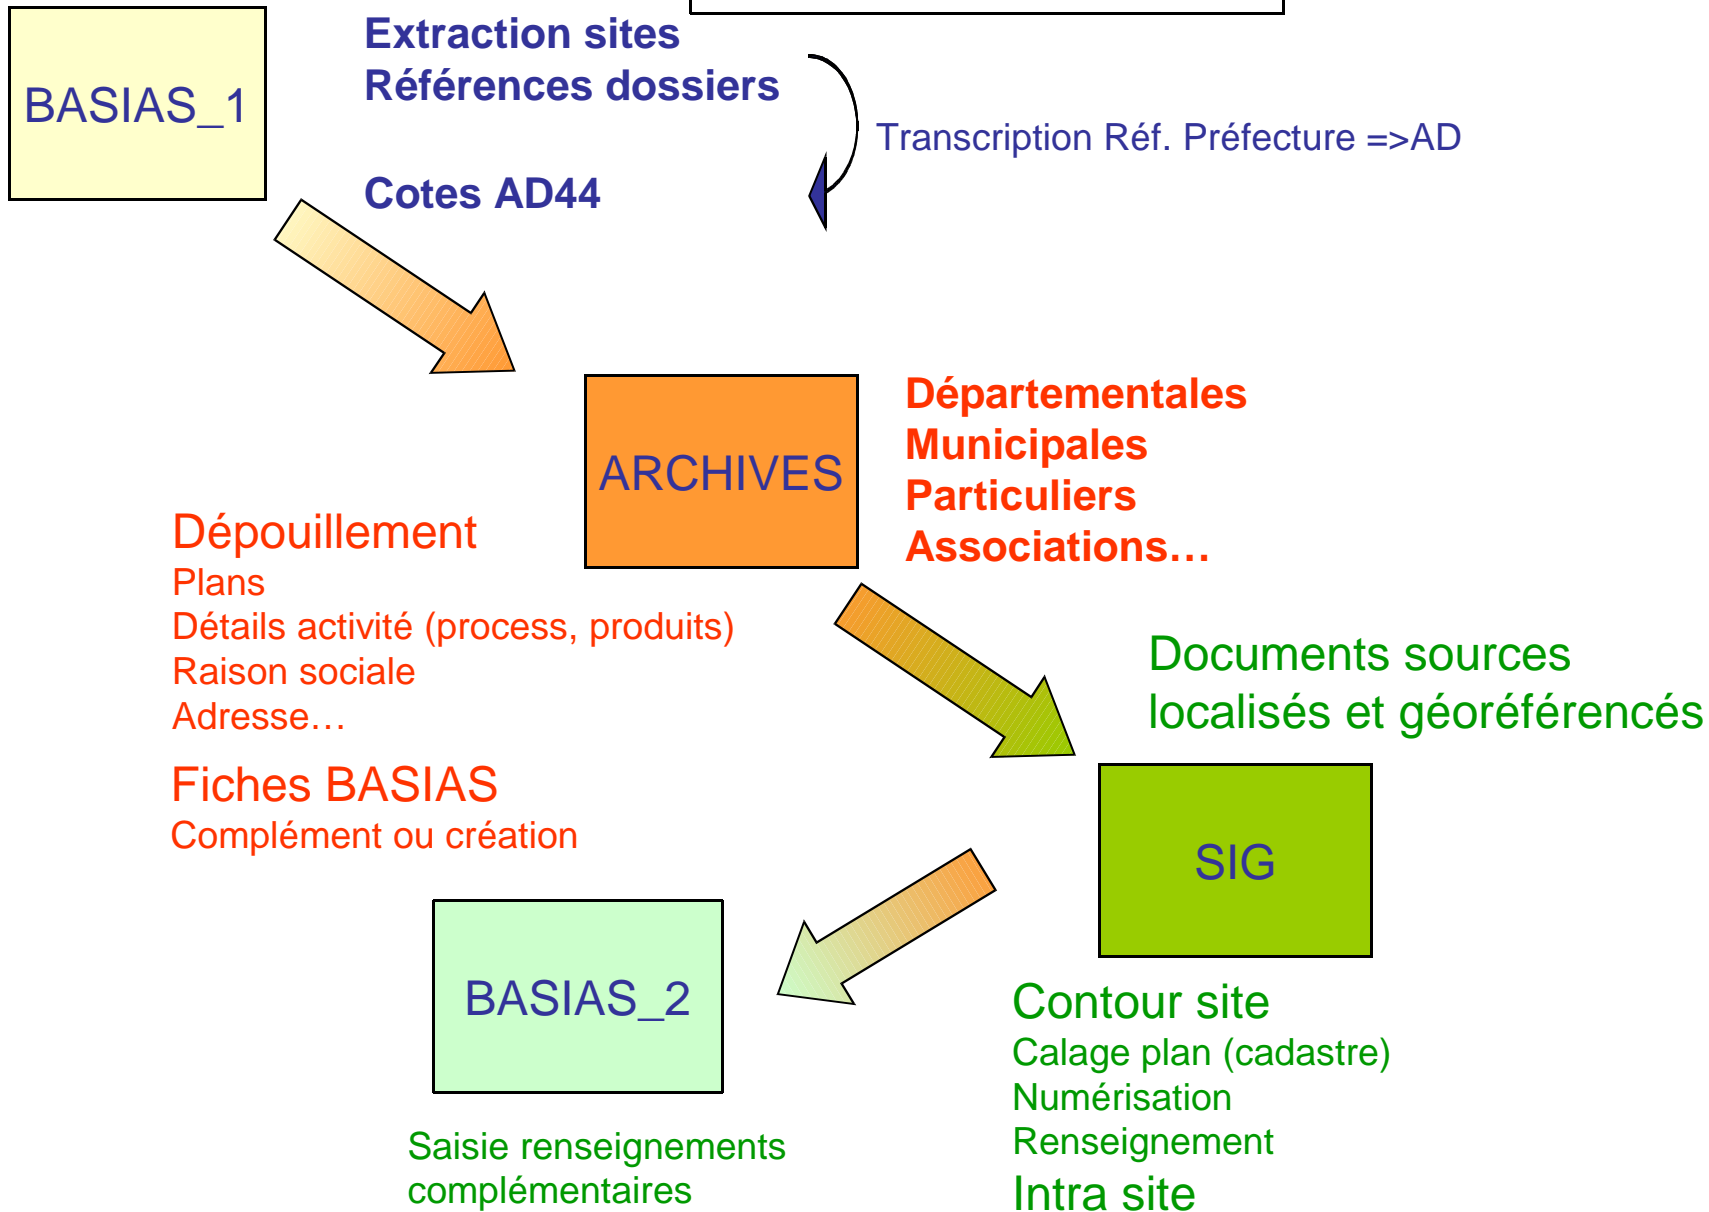 BASIAS_1
Extraction sites
Références dossiers
Cotes AD44
Transcription Réf. Préfecture =>AD
ARCHIVES
Départementales
Municipales
Particuliers
Associations…
Dépouillement
Plans
Détails activité (process, produits)
Raison sociale
Adresse…
Fiches BASIAS
Complément ou création
Documents sources
localisés et géoréférencés
SIG
BASIAS_2
Contour site
Calage plan (cadastre)
Numérisation
Renseignement
Intra site
Saisie renseignements
complémentaires